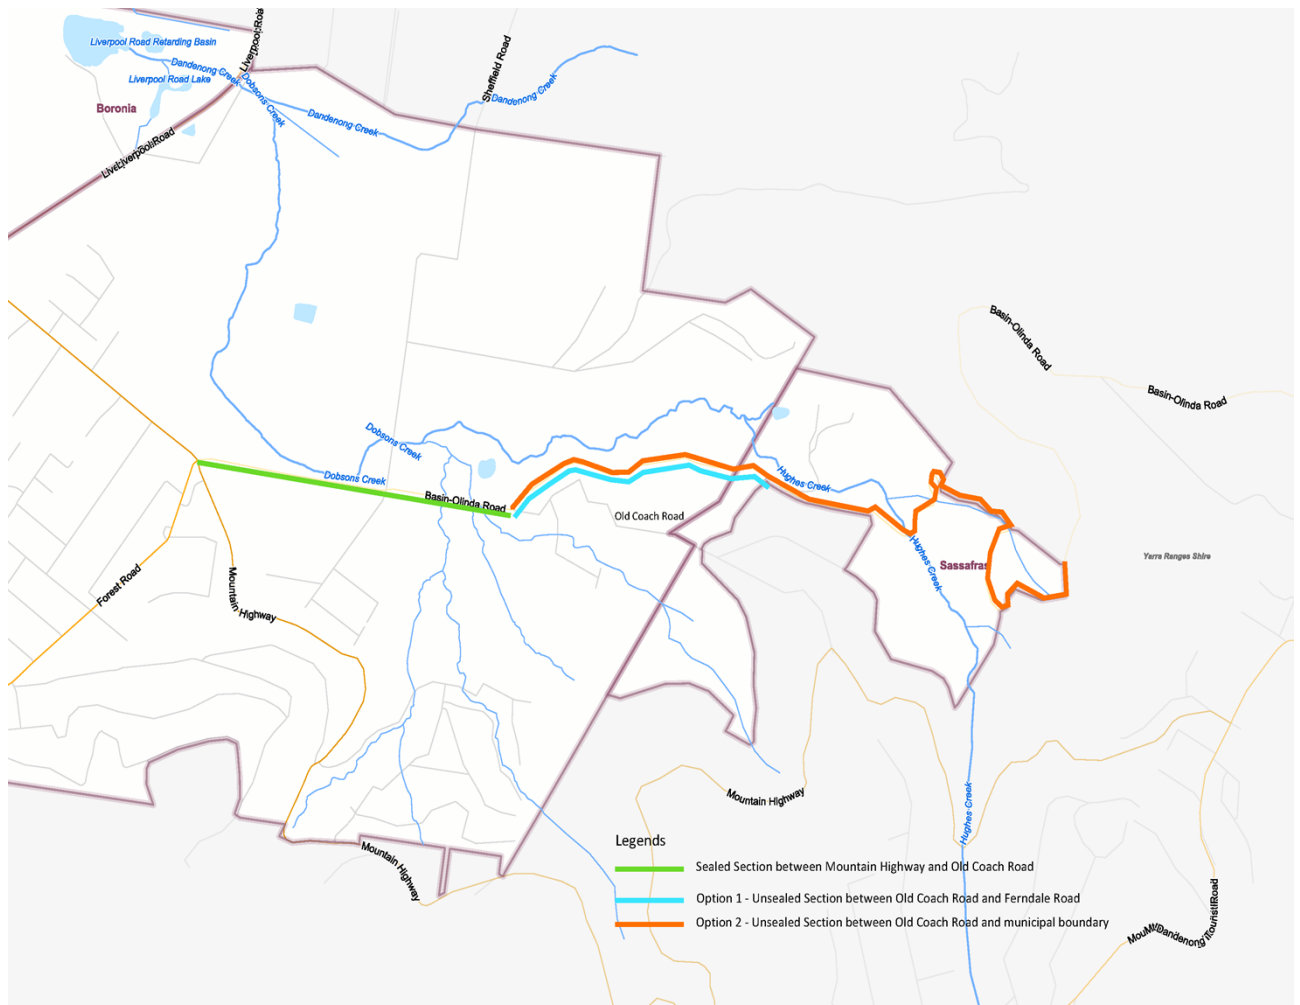 Liverpool Road
Liverpool Road Retarding Basin
Dandenong Creek
Liverpool Road Lake
Dobsons Creek
Boronia
Sheffield Road
Dandenong Creek
Dandenong Creek
Liverpool Road
Basin-Olinda Road
Basin-Olinda Road
Dobsons Creek
Dobsons Creek
Hughes Creek
Basin-Olinda Road
Old Coach Road
Hughes Creek
Sassafras
Yarra Ranges Shire
Forest Road
Mountain Highway
Mountain Highway
Hughes Creek
Mountain Highway
Legends
Sealed Section between Mountain Highway and Old Coach Road
Option 1 - Unsealed Section between Old Coach Road and Ferndale Road
Option 2 - Unsealed Section between Old Coach Road and municipal boundary